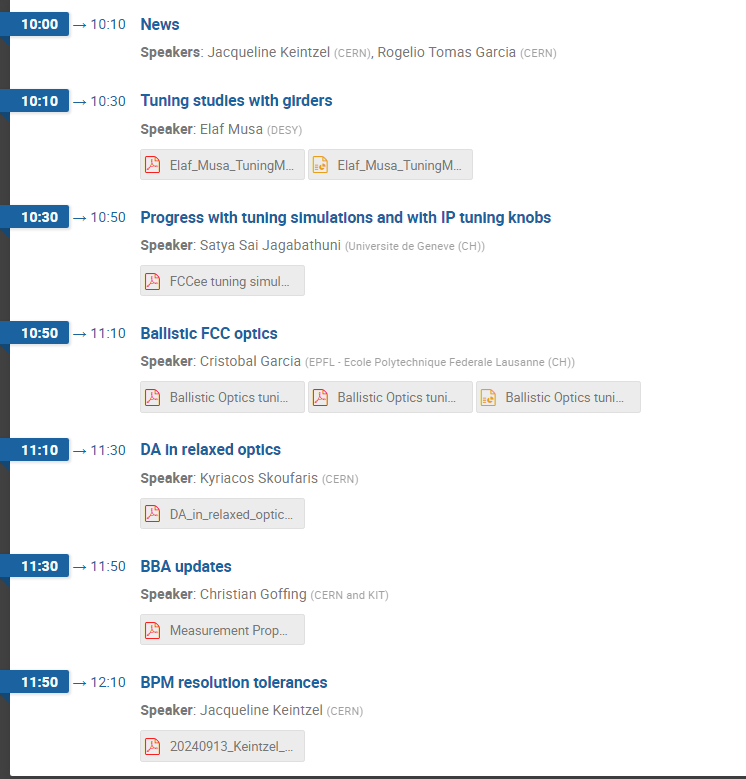 10:00 → 10:10 News
Speakers: Jacqueline Keintzel (CERN), Rogelio Tomas Garcia (CERN)
10:10 → 10:30 Tuning studies with girders
Speaker: Elaf Musa (DESY)
Elaf_Musa_TuningM... Elaf_Musa_TuningM...
10:30 → 10:50 Progress with tuning simulations and with IP tuning knobs
Speaker: Satya Sai Jagabathuni (Universite de Geneve (CH))
FCCee tuning simul...
10:50 → 11:10 Ballistic FCC optics
Speaker: Cristobal Garcia (EPFL - Ecole Polytechnique Federale Lausanne (CH))
Ballistic Optics tuni... Ballistic Optics tuni... Ballistic Optics tuni...
11:10 → 11:30 DA in relaxed optics
Speaker: Kyriacos Skoufaris (CERN)
DA_in_relaxed_optic...
11:30 → 11:50 BBA updates
Speaker: Christian Goffing (CERN and KIT)
Measurement Prop...
11:50 → 12:10 BPM resolution tolerances
Speaker: Jacqueline Keintzel (CERN)
20240913_Keintzel_...